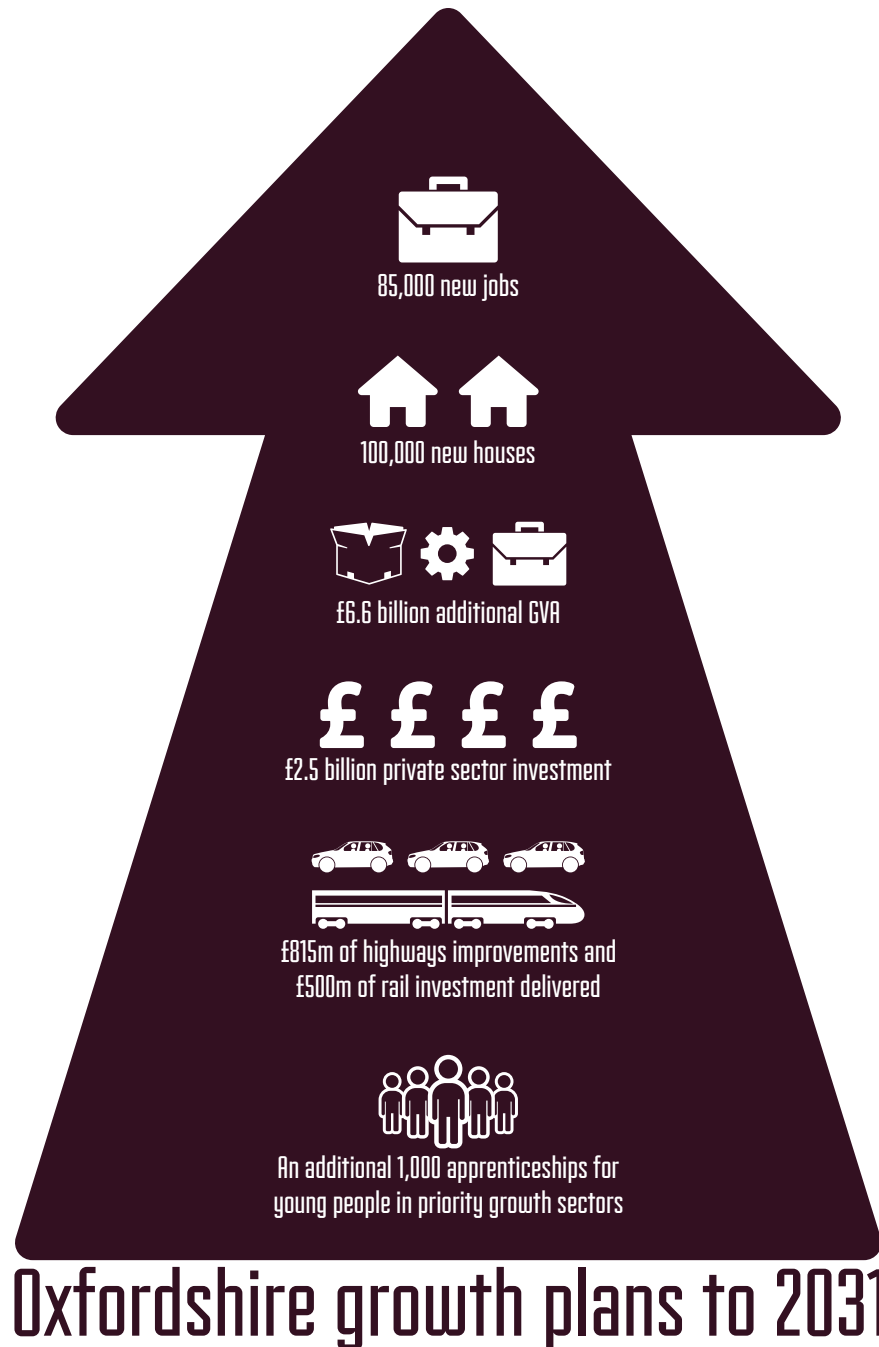 85,000 new jobs
100,000 new houses
£6.6 billion additional GVA
£ £ £ £
£2.5 billion private sector investment
£815m of highways improvements and
£500m of rail investment delivered
An additional 1,000 apprenticeships for
young people in priority growth sectors
Oxfordshire growth plans to 2031